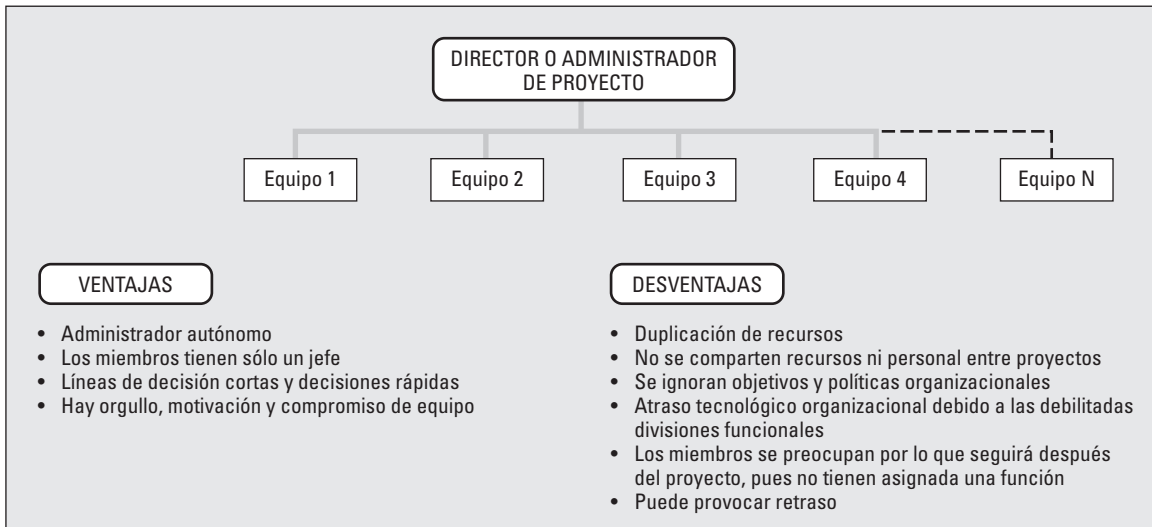 DIRECTOR O ADMINISTRADOR
DE PROYECTO
Equipo 1
Equipo 2
Equipo 3
Equipo 4
Equipo N
VENTAJAS
• Administrador autónomo
• Los miembros tienen sólo un jefe
• Líneas de decisión cortas y decisiones rápidas
• Hay orgullo, motivación y compromiso de equipo
DESVENTAJAS
• Duplicación de recursos
• No se comparten recursos ni personal entre proyectos
• Se ignoran objetivos y políticas organizacionales
• Atraso tecnológico organizacional debido a las debilitadas
divisiones funcionales
• Los miembros se preocupan por lo que seguirá después
del proyecto, pues no tienen asignada una función
• Puede provocar retraso